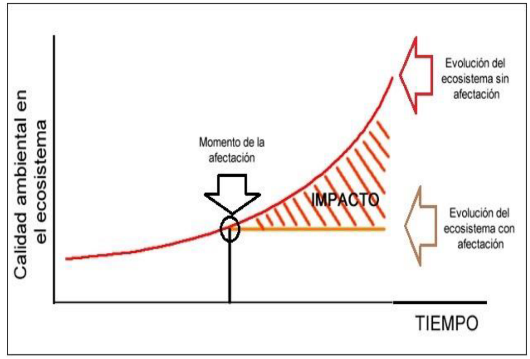 Calidad ambiental en
el ecosistema
Momento de la
afectación
Evolución del
ecosistema sin
afectación
IMPACTO
Evolución del
ecosistema con
afectación
TIEMPO